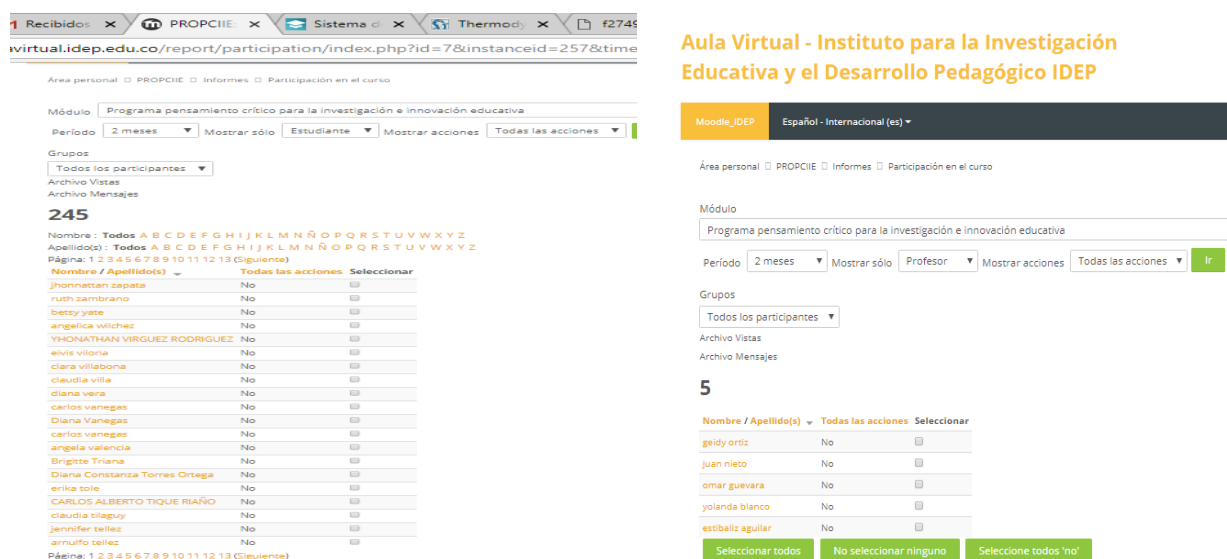 Recibidos PROPCIIE: Sistema d Thermody f2749
avirtual.idep.edu.co/report/participation/index.php?id=7&instanceid=257&time
Área personal PROPCIIE Informes Participación en el curso
Módulo Programa pensamiento crítico para la investigación e innovación educativa
Período 2 meses Mostrar sólo Estudiante Mostrar acciones Todas las acciones
Grupos
Todos los participantes
Archivo Vistas
Archivo Mensajes
245
Nombre : Todos A B C D E F G H I J K L M N Ñ O P Q R S T U V W X Y Z
Apellido(s) : Todos A B C D E F G H I J K L M N Ñ O P Q R S T U V W X Y Z
Página: 1 2 3 4 5 6 7 8 9 10 11 12 13 (Siguiente)
Nombre / Apellido(s) Todas las acciones Seleccionar
jhonnattan zapata No
ruth zambrano No
betsy yate No
angelica wilchez No
YHONATHAN VIRGUEZ RODRIGUEZ No
eivis viloria No
clara villabona No
claudia villa No
diana vera No
carlos vanegas No
Diana Vanegas No
carlos vanegas No
angela valencia No
Brigitte Triana No
Diana Constanza Torres Ortega No
erika tole No
CARLOS ALBERTO TIQUE RIAÑO No
claudia tilaguy No
jennifer tellez No
arnulfo tellez No
Página: 1 2 3 4 5 6 7 8 9 10 11 12 13 (Siguiente)
Aula Virtual - Instituto para la Investigación
Educativa y el Desarrollo Pedagógico IDEP
Moodle_IDEP Español - Internacional (es)
Área personal PROPCIIE Informes Participación en el curso
Módulo
Programa pensamiento crítico para la investigación e innovación educativa
Período 2 meses Mostrar sólo Profesor Mostrar acciones Todas las acciones Ir
Grupos
Todos los participantes
Archivo Vistas
Archivo Mensajes
5
Nombre / Apellido(s) Todas las acciones Seleccionar
geidy ortiz No
juan nieto No
omar guevara No
yolanda blanco No
estibaliz aguilar No
Seleccionar todos No seleccionar ninguno Seleccione todos 'no'